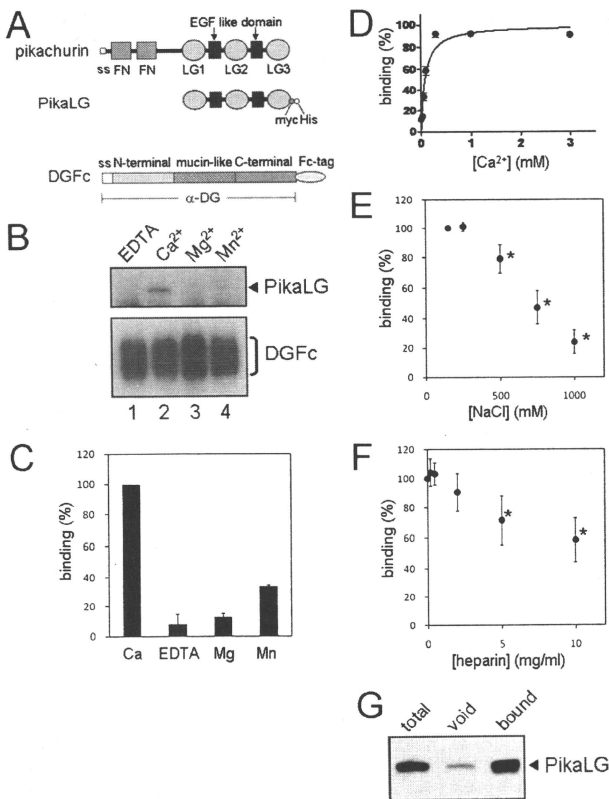 A
EGF like domain
pikachurin
ss FN FN LG1 LG2 LG3
PikaLG
myc His
ss N-terminal mucin-like C-terminal Fc-tag
DGFc
α-DG
B
EDTA Ca2+ Mg2+ Mn2+
PikaLG
DGFc
1 2 3 4
C
binding (%)
120
100
80
60
40
20
0
Ca EDTA Mg Mn
D
binding (%)
100
80
60
40
20
0
0 1 2 3
[Ca2+] (mM)
E
binding (%)
120
100
80
60
40
20
0
* * *
0 500 1000
[NaCl] (mM)
F
binding (%)
120
100
80
60
40
20
0
* *
0 5 10
[heparin] (mg/ml)
G
total void bound
PikaLG